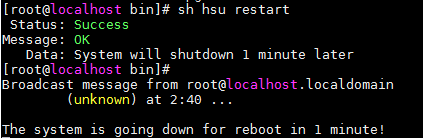 [root@localhost bin]# sh hsu restart
Status: Success
Message: OK
Data: System will shutdown 1 minute later
[root@localhost bin]#
Broadcast message from root@localhost.localdomain
(unknown) at 2:40 ...
The system is going down for reboot in 1 minute!